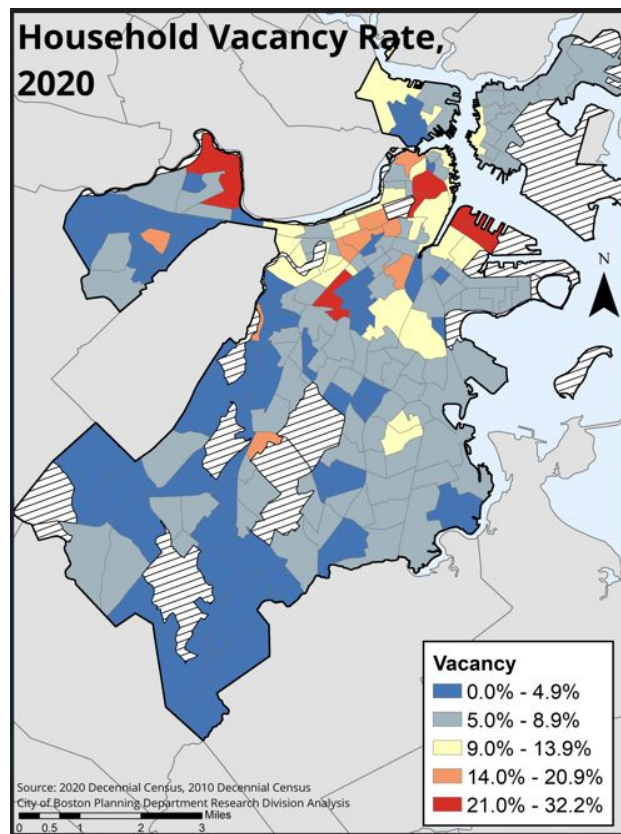 Household Vacancy Rate,
2020
N
Vacancy
0.0% - 4.9%
5.0% - 8.9%
9.0% - 13.9%
14.0% - 20.9%
21.0% - 32.2%
Source: 2020 Decennial Census, 2010 Decennial Census
City of Boston Planning Department Research Division Analysis
Miles
0 0.5 1 2 3